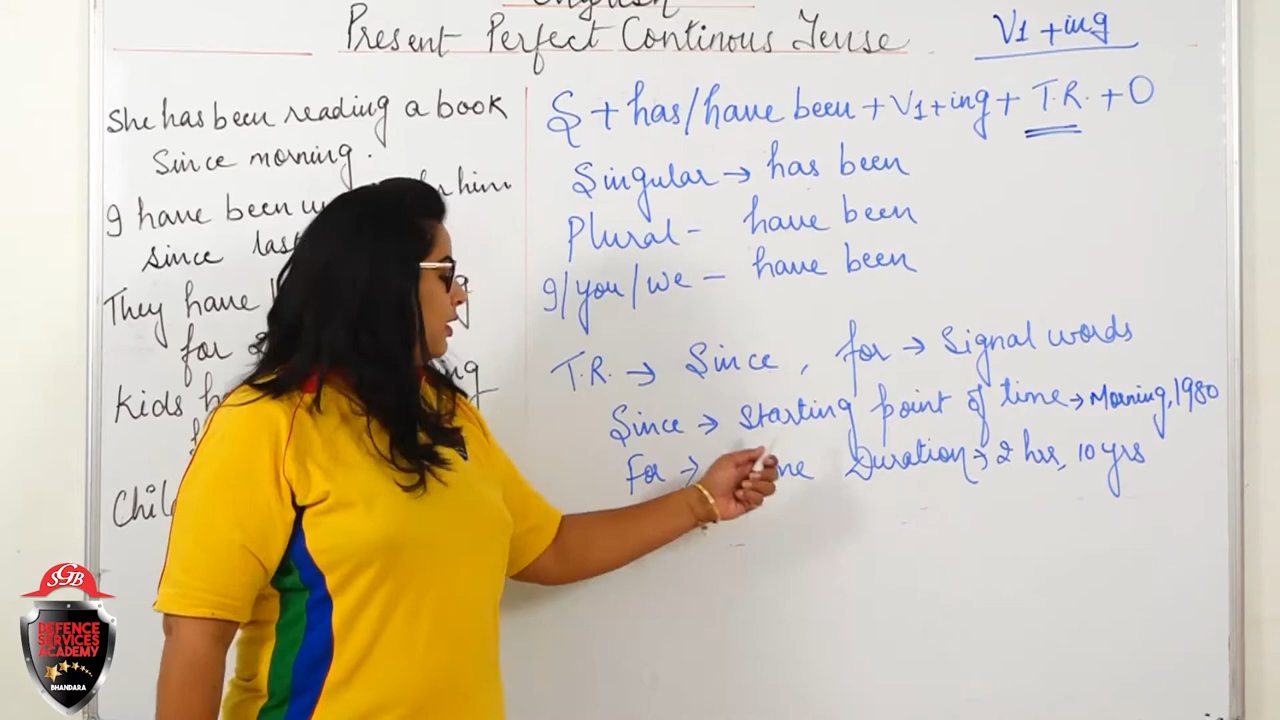 English
Present Perfect Continous Tense
V1 +ing
She has been reading a book
Since morning.
I have been him
since last
They have
for
Kids
S + has/have been + V1+ing + T.R. + O
Singular → has been
Plural - have been
I/you/we - have been
T.R. → Since, for → Signal words
Since → Starting point of time → Morning, 1980
For → Duration → 2 hrs, 10 yrs
SGB
DEFENCE
SERVICES
ACADEMY
BHANDARA